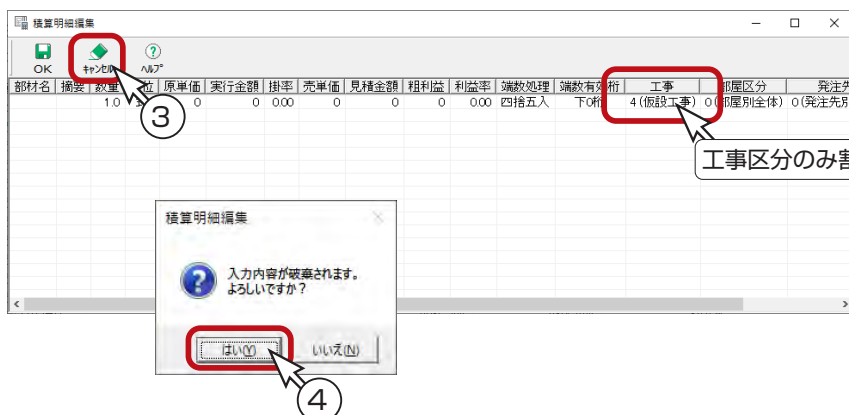 積算明細編集
OK キャンセル ヘルプ
③
部材名 摘要 数量 位 原単価 実行金額 掛率 売単価 見積金額 粗利益 利益率 端数処理 端数有効桁 工事 部屋区分 発注先
1.0 0 0 0.00 0 0 0 0.00 四捨五入 下0桁 4(仮設工事) 0(部屋別全体) 0(発注先別
工事区分のみ割
積算明細編集
入力内容が破棄されます。
よろしいですか?
はい(Y) いいえ(N)
④